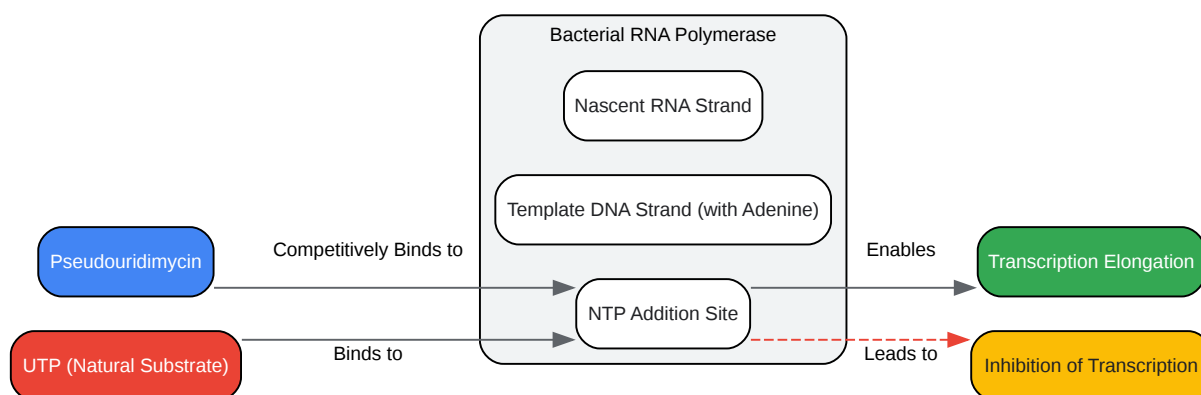 Bacterial RNA Polymerase
Nascent RNA Strand
Template DNA Strand (with Adenine)
Pseudouridimycin
Competitively Binds to
Enables
Transcription Elongation
NTP Addition Site
UTP (Natural Substrate)
Binds to
Leads to
Inhibition of Transcription